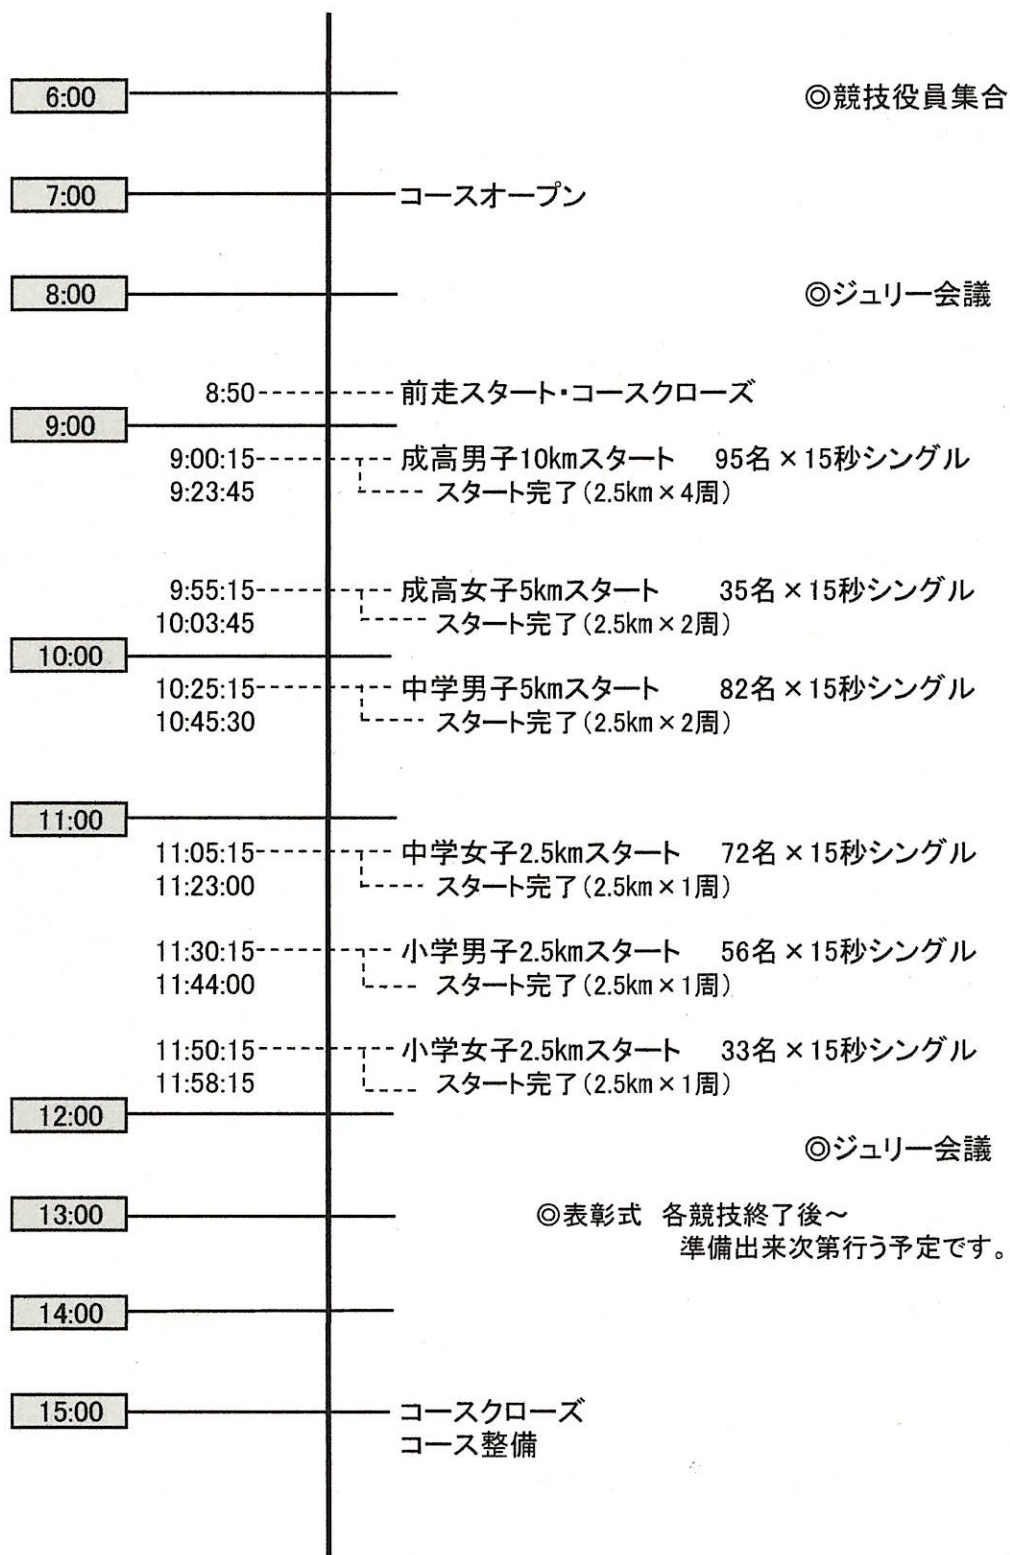 6:00 ◎競技役員集合
7:00 コースオープン
8:00 ◎ジュリー会議
8:50 前走スタート・コースクローズ
9:00
9:00:15 成高男子10kmスタート 95名×15秒シングル
9:23:45 スタート完了(2.5km×4周)
9:55:15 成高女子5kmスタート 35名×15秒シングル
10:03:45 スタート完了(2.5km×2周)
10:00
10:25:15 中学男子5kmスタート 82名×15秒シングル
10:45:30 スタート完了(2.5km×2周)
11:00
11:05:15 中学女子2.5kmスタート 72名×15秒シングル
11:23:00 スタート完了(2.5km×1周)
11:30:15 小学男子2.5kmスタート 56名×15秒シングル
11:44:00 スタート完了(2.5km×1周)
11:50:15 小学女子2.5kmスタート 33名×15秒シングル
11:58:15 スタート完了(2.5km×1周)
12:00
◎ジュリー会議
13:00 ◎表彰式 各競技終了後～
準備出来次第行う予定です。
14:00
15:00 コースクローズ
コース整備